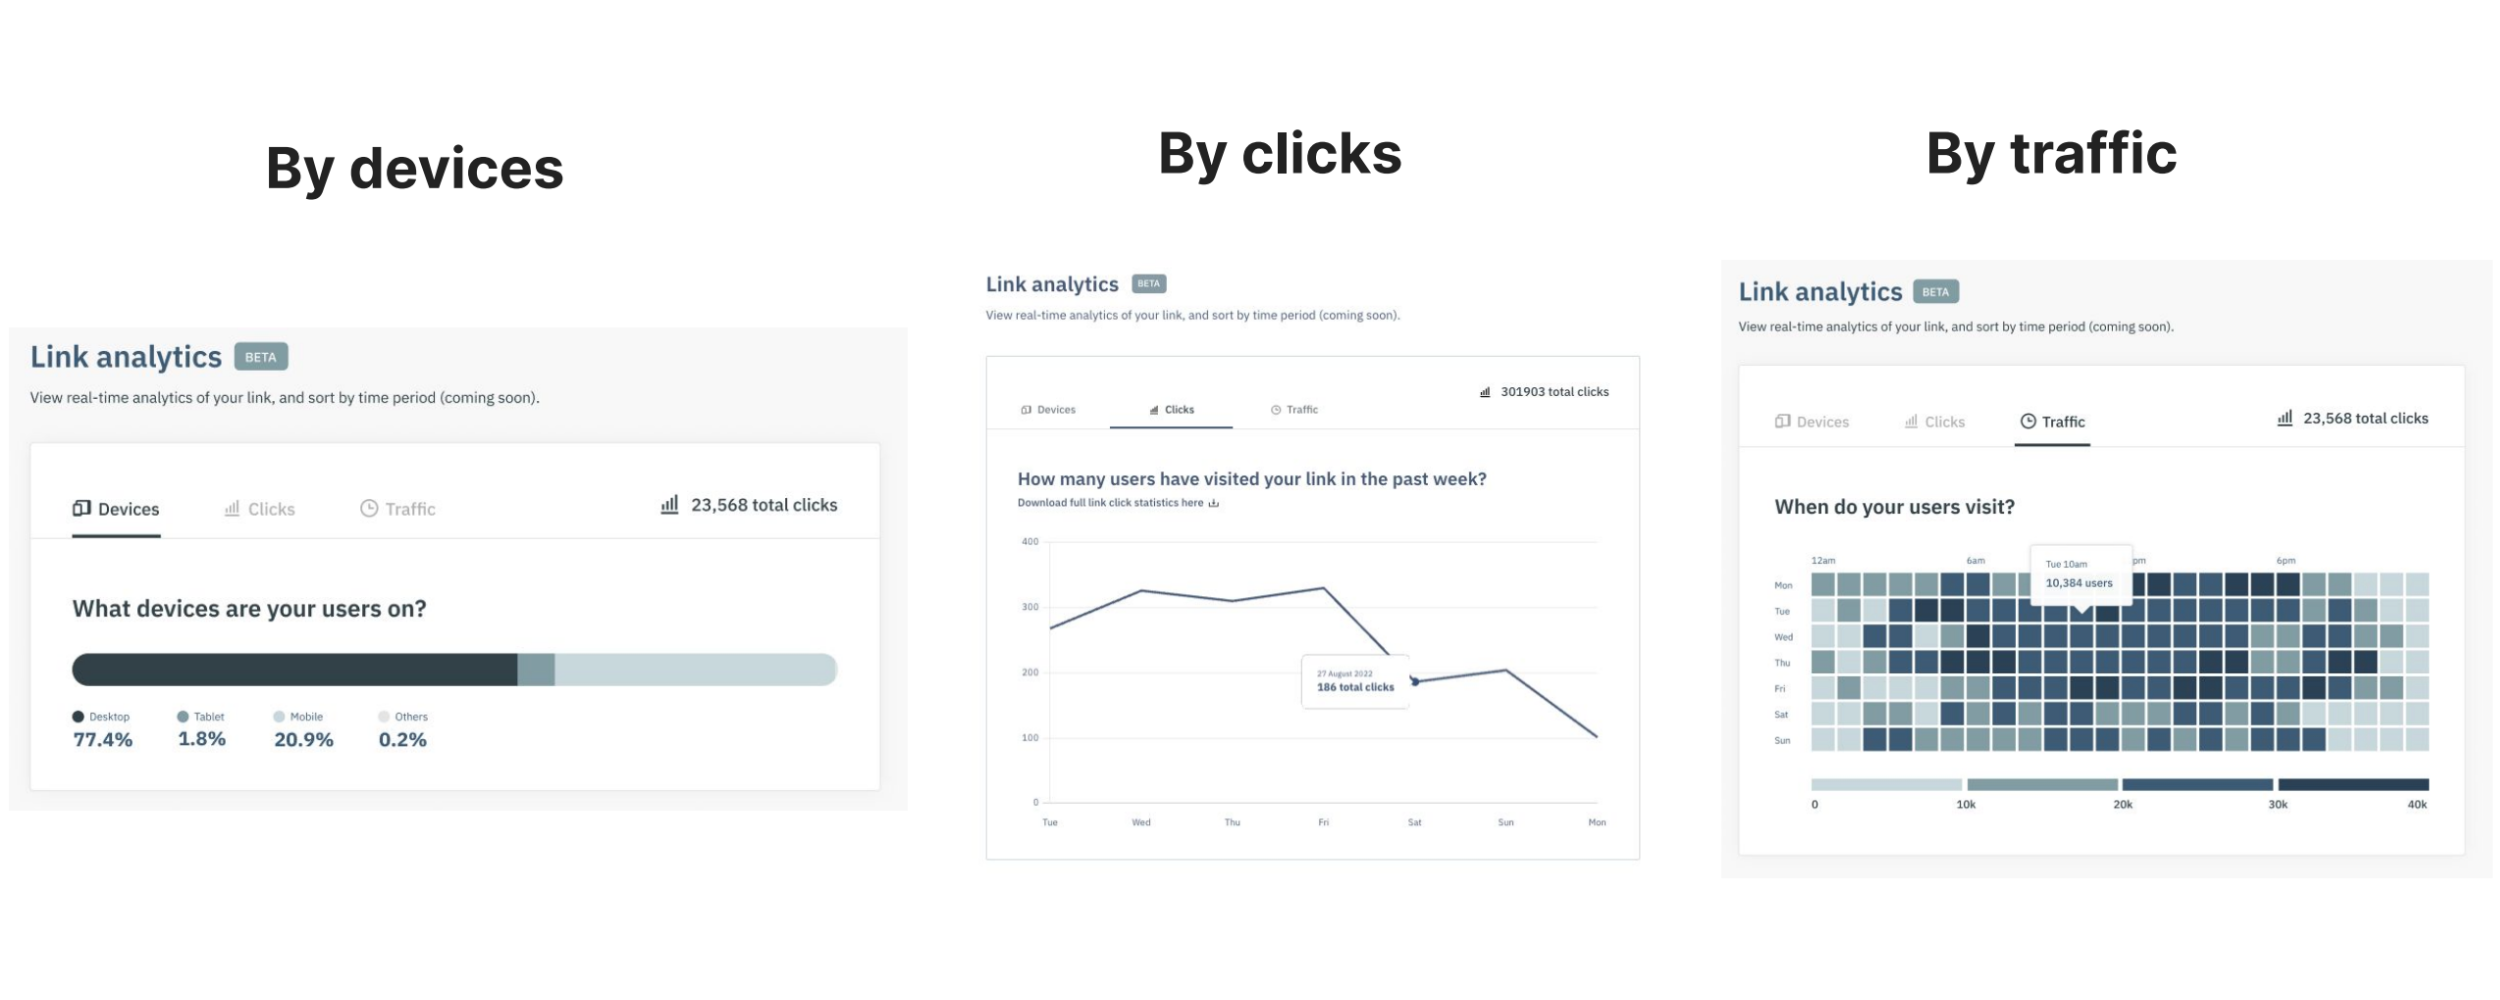 By devices
Link analytics BETA
View real-time analytics of your link, and sort by time period (coming soon).
Devices Clicks Traffic 23,568 total clicks
What devices are your users on?
Desktop Tablet Mobile Others
77.4% 1.8% 20.9% 0.2%
By clicks
Link analytics BETA
View real-time analytics of your link, and sort by time period (coming soon).
301903 total clicks
Devices Clicks Traffic
How many users have visited your link in the past week?
Download full link click statistics here
400
300
200
27 August 2022
186 total clicks
100
0
Tue Wed Thu Fri Sat Sun Mon
By traffic
Link analytics BETA
View real-time analytics of your link, and sort by time period (coming soon).
Devices Clicks Traffic 23,568 total clicks
When do your users visit?
12am 6am pm 6pm
Tue 10am
10,384 users
Mon
Tue
Wed
Thu
Fri
Sat
Sun
0 10k 20k 30k 40k